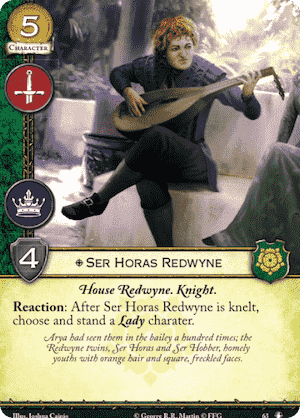 5
Character
4
Ser Horas Redwyne
House Redwyne. Knight.
Reaction: After Ser Horas Redwyne is knelt,
choose and stand a Lady charater.
Arya had seen them in the bailey a hundred times; the
Redwyne twins, Ser Horas and Ser Hobber, homely
youths with orange hair and square, freckled faces.
Illus. Joshua Cairós
© George R.R. Martin © FFG
63